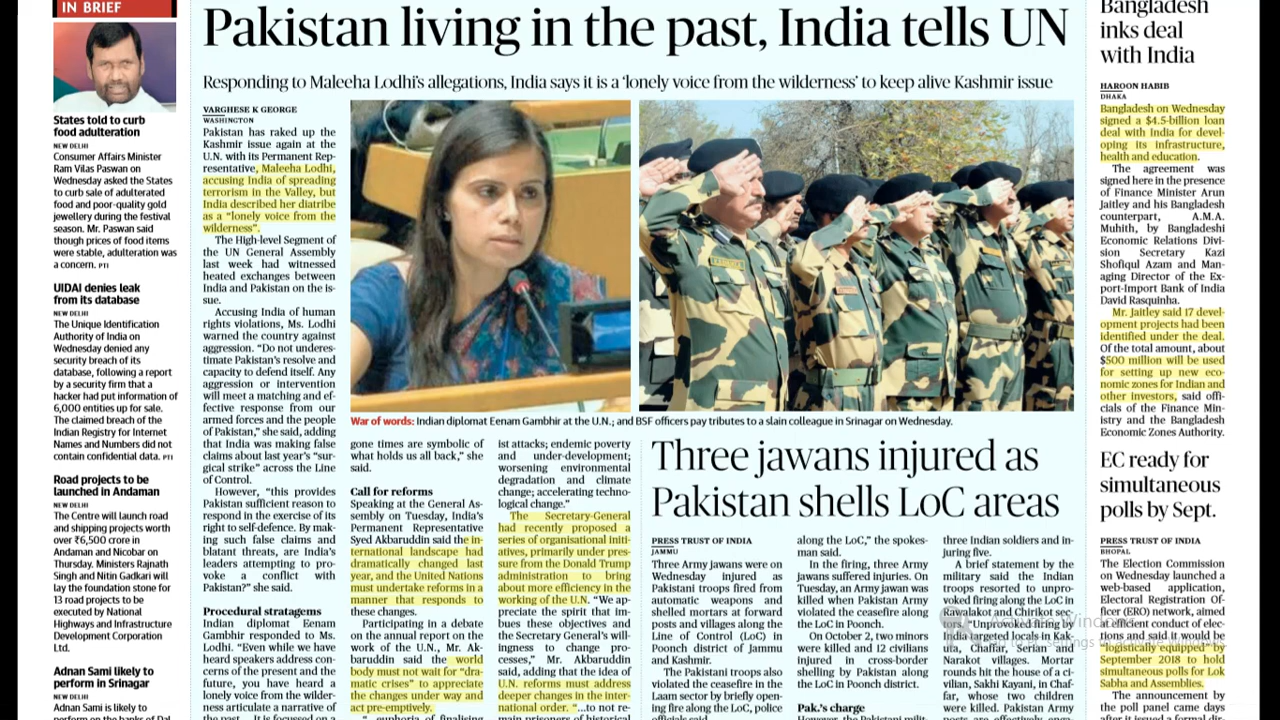 IN BRIEF
States told to curb
food adulteration
NEW DELHI
Consumer Affairs Minister
Ram Vilas Paswan on
Wednesday asked the States
to curb sale of adulterated
food and poor-quality gold
jewellery during the festival
season. Mr. Paswan said
though prices of food items
were stable, adulteration was
a concern. PTI
UIDAI denies leak
from its database
NEW DELHI
The Unique Identification
Authority of India on
Wednesday denied any
security breach of its
database, following a report
by a security firm that a
hacker had put information of
6,000 entities up for sale.
The claimed breach of the
Indian Registry for Internet
Names and Numbers did not
contain confidential data. PTI
Road projects to be
launched in Andaman
NEW DELHI
The Centre will launch road
and shipping projects worth
over ₹6,500 crore in
Andaman and Nicobar on
Thursday. Ministers Rajnath
Singh and Nitin Gadkari will
lay the foundation stone for
13 road projects to be
executed by National
Highways and Infrastructure
Development Corporation
Ltd.
Adnan Sami likely to
perform in Srinagar
NEW DELHI
Adnan Sami is likely to
perform on the banks of Dal
Pakistan living in the past, India tells UN
Responding to Maleeha Lodhi's allegations, India says it is a 'lonely voice from the wilderness' to keep alive Kashmir issue
VARGHESE K GEORGE
WASHINGTON
Pakistan has raked up the
Kashmir issue again at the
U.N. with its Permanent Rep-
resentative, Maleeha Lodhi,
accusing India of spreading
terrorism in the Valley, but
India described her diatribe
as a "lonely voice from the
wilderness".
The High-level Segment of
the UN General Assembly
last week had witnessed
heated exchanges between
India and Pakistan on the is-
sue.
Accusing India of human
rights violations, Ms. Lodhi
warned the country against
aggression. "Do not underes-
timate Pakistan's resolve and
capacity to defend itself. Any
aggression or intervention
will meet a matching and ef-
fective response from our
armed forces and the people
of Pakistan," she said, adding
that India was making false
claims about last year's "sur-
gical strike" across the Line
of Control.
However, "this provides
Pakistan sufficient reason to
respond in the exercise of its
right to self-defence. By mak-
ing such false claims and
blatant threats, are India's
leaders attempting to pro-
voke a conflict with
Pakistan?" she said.
Procedural stratagems
Indian diplomat Eenam
Gambhir responded to Ms.
Lodhi. "Even while we have
heard speakers address con-
cerns of the present and the
future, you have heard a
lonely voice from the wilder-
ness articulate a narrative of
the past. It is focussed on a
War of words: Indian diplomat Eenam Gambhir at the U.N.; and BSF officers pay tributes to a slain colleague in Srinagar on Wednesday.
gone times are symbolic of
what holds us all back," she
said.
Call for reforms
Speaking at the General As-
sembly on Tuesday, India's
Permanent Representative
Syed Akbaruddin said the in-
ternational landscape had
dramatically changed last
year, and the United Nations
must undertake reforms in a
manner that responds to
these changes.
Participating in a debate
on the annual report on the
work of the U.N., Mr. Ak-
baruddin said the world
body must not wait for "dra-
matic crises" to appreciate
the changes under way and
act pre-emptively.
"euphoria of finalising
ist attacks; endemic poverty
and under-development;
worsening environmental
degradation and climate
change; accelerating techno-
logical change."
The Secretary-General
had recently proposed a
series of organisational initi-
atives, primarily under pres-
sure from the Donald Trump
administration to bring
about more efficiency in the
working of the U.N. "We ap-
preciate the spirit that im-
bues these objectives and
the Secretary General's will-
ingness to change pro-
cesses," Mr. Akbaruddin
said, adding that the idea of
U.N. reforms must address
deeper changes in the inter-
national order. "...to not re-
main prisoners of historical
Three jawans injured as
Pakistan shells LoC areas
PRESS TRUST OF INDIA
JAMMU
Three Army jawans were on
Wednesday injured as
Pakistani troops fired from
automatic weapons and
shelled mortars at forward
posts and villages along the
Line of Control (LoC) in
Poonch district of Jammu
and Kashmir.
The Pakistani troops also
violated the ceasefire in the
Laam sector by briefly open-
ing fire along the LoC, police
officials said.
along the LoC," the spokes-
man said.
In the firing, three Army
jawans suffered injuries. On
Tuesday, an Army jawan was
killed when Pakistan Army
violated the ceasefire along
the LoC in Poonch.
On October 2, two minors
were killed and 12 civilians
injured in cross-border
shelling by Pakistan along
the LoC in Poonch district.
Pak.'s charge
However, the Pakistani milit-
three Indian soldiers and in-
juring five.
A brief statement by the
military said the Indian
troops resorted to unpro-
voked firing along the LoC in
Rawalakot and Chirikot sec-
tors. "Unprovoked firing by
India targeted locals in Kak-
uta, Chaffar, Serian and
Narakot villages. Mortar
rounds hit the house of a ci-
vilian, Sakhi Kayani, in Chaf-
far, whose two children
were killed. Pakistan Army
Bangladesh
inks deal
with India
HAROON HABIB
DHAKA
Bangladesh on Wednesday
signed a $4.5-billion loan
deal with India for devel-
oping its infrastructure,
health and education.
The agreement was
signed here in the presence
of Finance Minister Arun
Jaitley and his Bangladesh
counterpart, A.M.A.
Muhith, by Bangladeshi
Economic Relations Divi-
sion Secretary Kazi
Shofiqul Azam and Man-
aging Director of the Ex-
port-Import Bank of India
David Rasquinha.
Mr. Jaitley said 17 devel-
opment projects had been
identified under the deal.
Of the total amount, about
$500 million will be used
for setting up new eco-
nomic zones for Indian and
other investors, said offi-
cials of the Finance Min-
istry and the Bangladesh
Economic Zones Authority.
EC ready for
simultaneous
polls by Sept.
PRESS TRUST OF INDIA
BHOPAL
The Election Commission
on Wednesday launched a
web-based application,
Electoral Registration Of-
ficer (ERO) network, aimed
at efficient conduct of elec-
tions and said it would be
"logistically equipped" by
September 2018 to hold
simultaneous polls for Lok
Sabha and Assemblies.
The announcement by
the poll panel came days